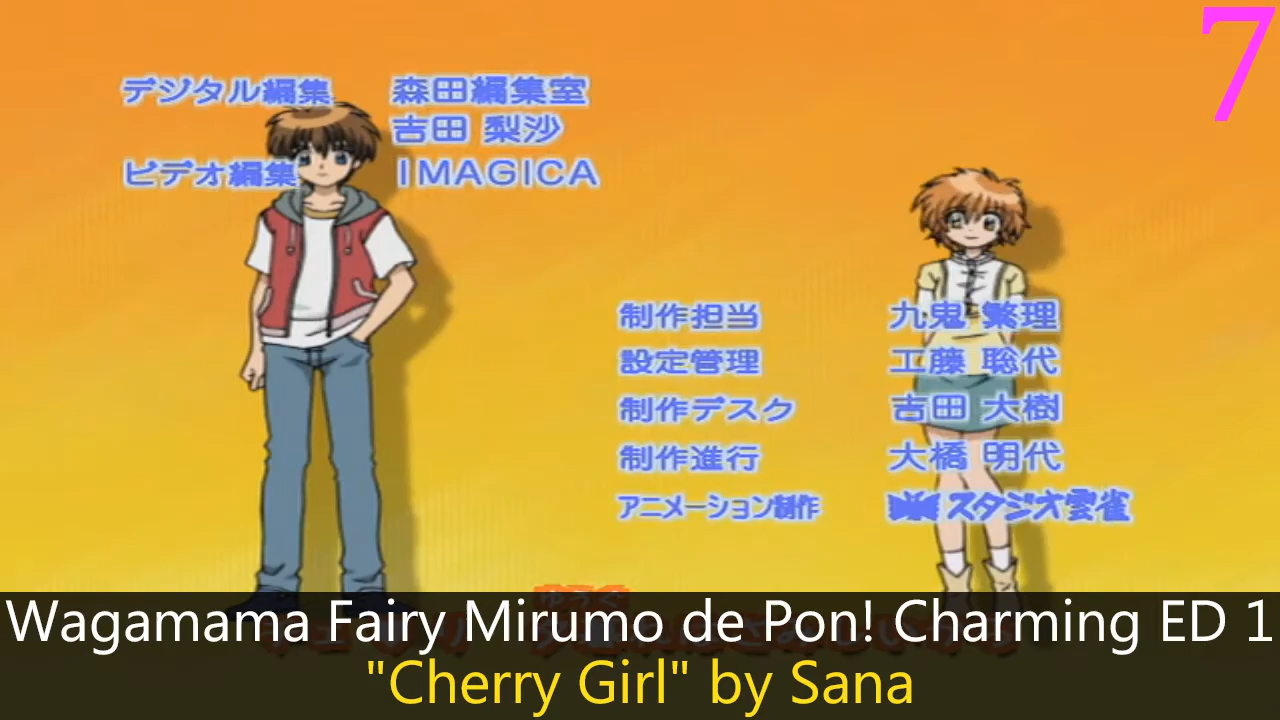 7
デジタル編集 森田編集室
吉田 梨沙
ビデオ編集 IMAGICA
制作担当 九鬼 繁理
設定管理 工藤 聡代
制作デスク 吉田 大樹
制作進行 大橋 明代
アニメーション制作 スタジオ雲雀
Wagamama Fairy Mirumo de Pon! Charming ED 1
"Cherry Girl" by Sana